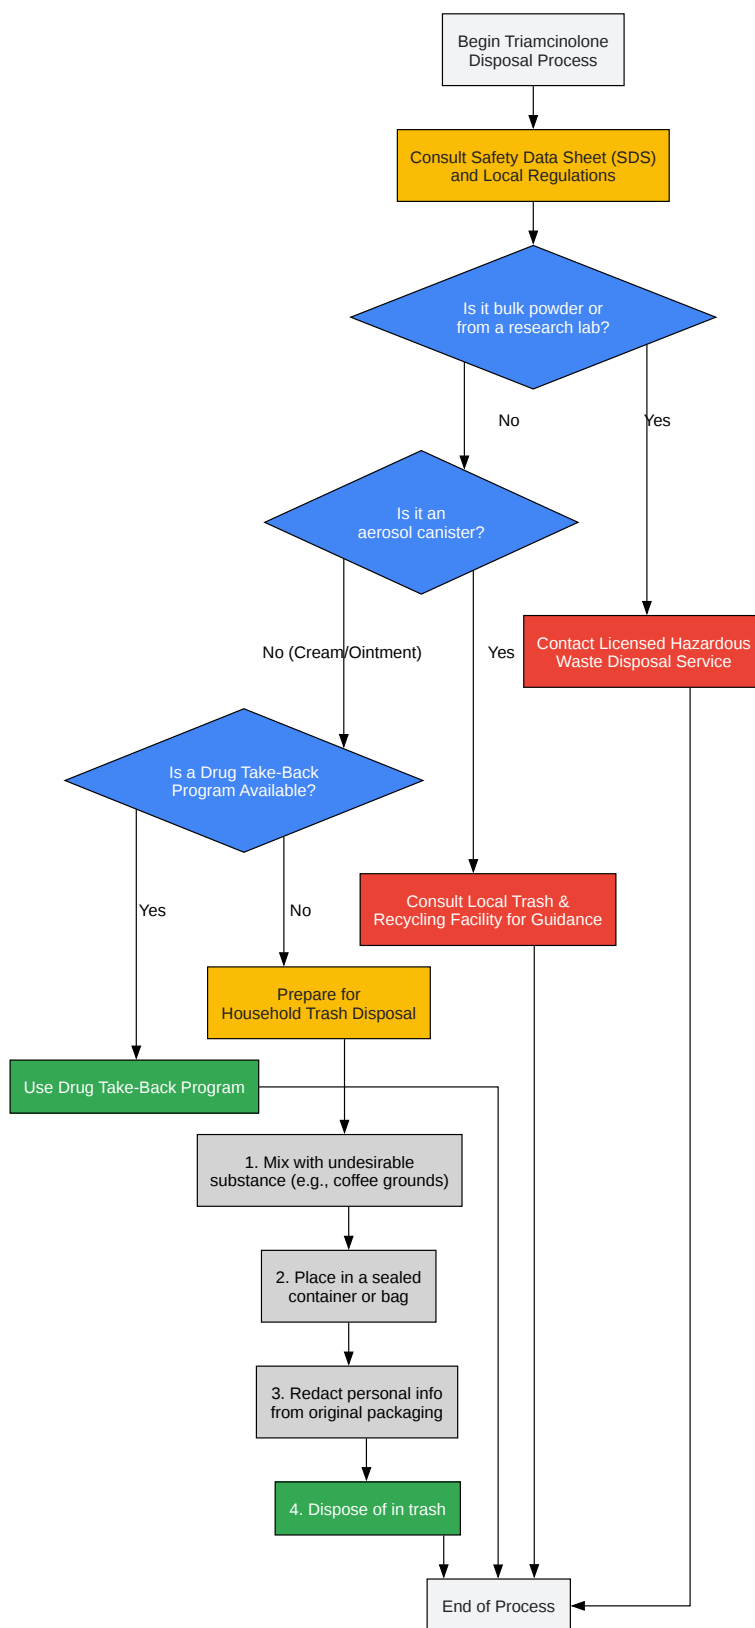 Begin Triamcinolone
Disposal Process
Consult Safety Data Sheet (SDS)
and Local Regulations
Is it bulk powder or
from a research lab?
No
Yes
Is it an
aerosol canister?
No (Cream/Ointment)
Yes
Contact Licensed Hazardous
Waste Disposal Service
Is a Drug Take-Back
Program Available?
Yes
No
Consult Local Trash &
Recycling Facility for Guidance
Prepare for
Household Trash Disposal
Use Drug Take-Back Program
1. Mix with undesirable
substance (e.g., coffee grounds)
2. Place in a sealed
container or bag
3. Redact personal info
from original packaging
4. Dispose of in trash
End of Process